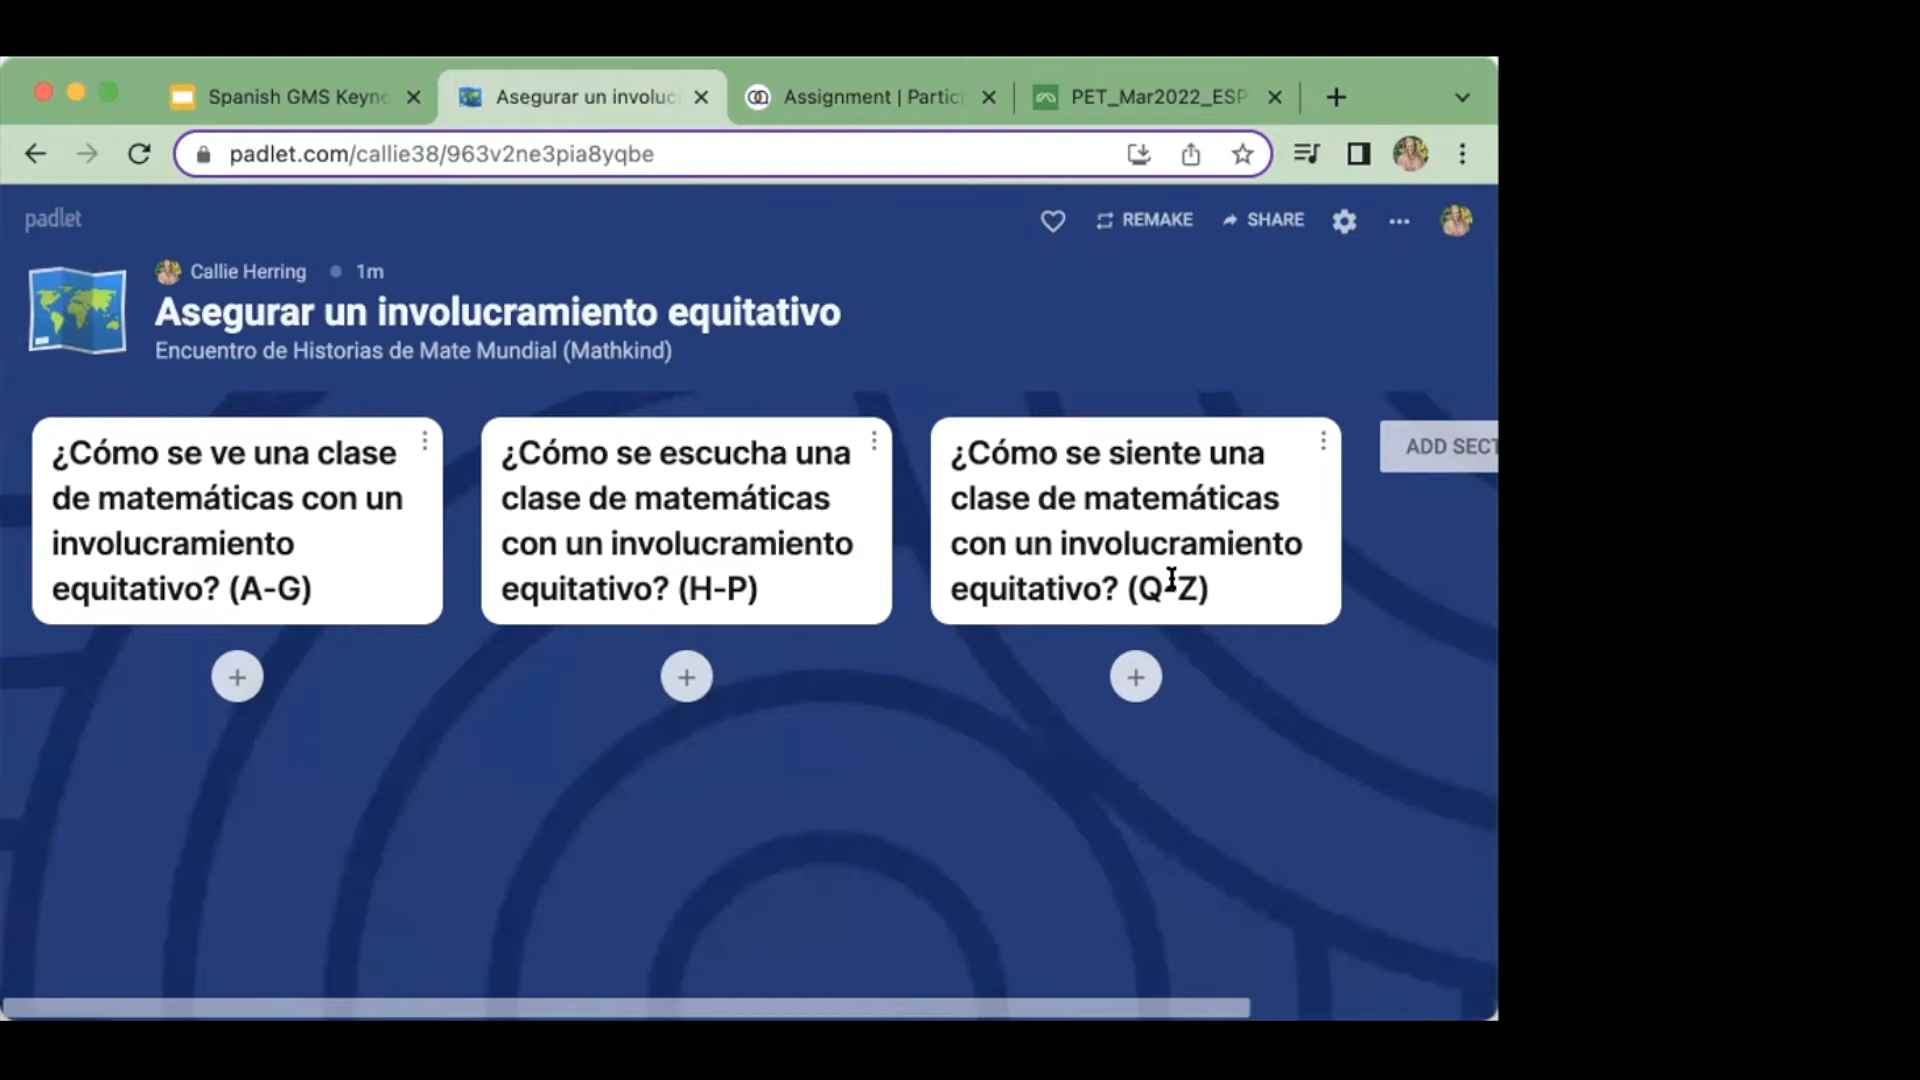 Spanish GMS Keyno
Asegurar un involuc
Assignment | Partici
PET_Mar2022_ESP
padlet.com/callie38/963v2ne3pia8yqbe
padlet
REMAKE
SHARE
Callie Herring
1m
Asegurar un involucramiento equitativo
Encuentro de Historias de Mate Mundial (Mathkind)
¿Cómo se ve una clase
de matemáticas con un
involucramiento
equitativo? (A-G)
¿Cómo se escucha una
clase de matemáticas
con un involucramiento
equitativo? (H-P)
¿Cómo se siente una
clase de matemáticas
con un involucramiento
equitativo? (Q-Z)
ADD SECT